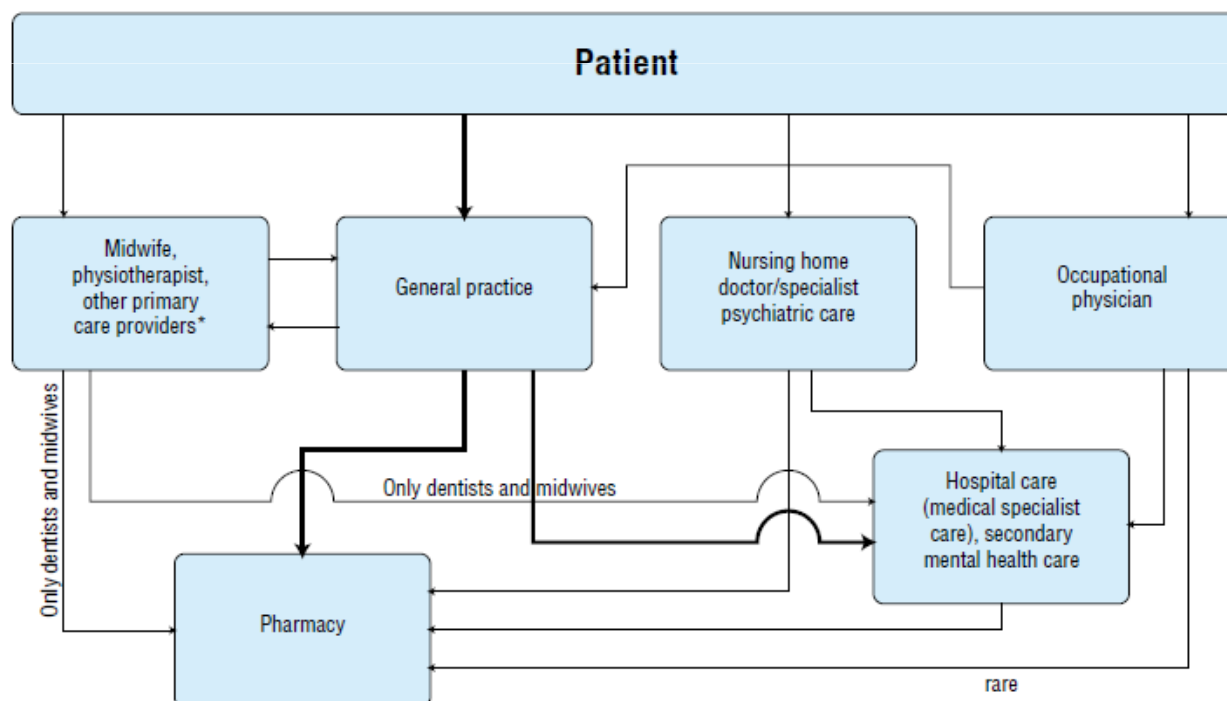 Patient
Midwife,
physiotherapist,
other primary
care providers*
General practice
Nursing home
doctor/specialist
psychiatric care
Occupational
physician
Only dentists and midwives
Only dentists and midwives
Hospital care
(medical specialist
care), secondary
mental health care
Pharmacy
rare